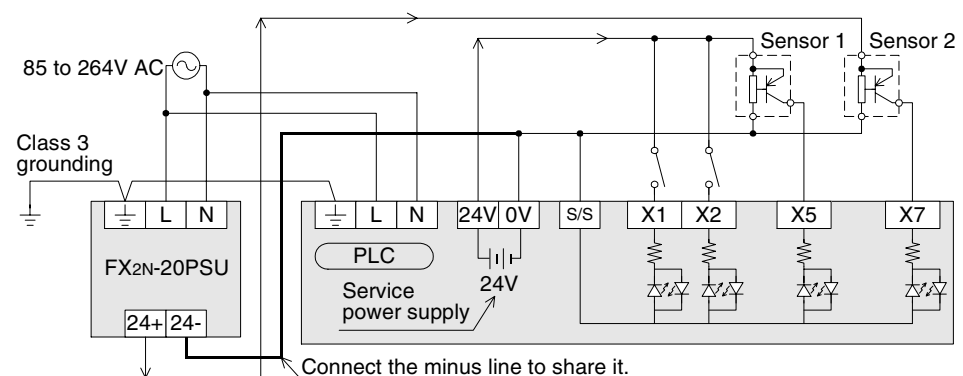 Sensor 1 Sensor 2
85 to 264V AC
Class 3
grounding
L N L N 24V 0V S/S X1 X2 X5 X7
FX2N-20PSU
PLC
24V
Service
power supply
24+ 24-
Connect the minus line to share it.